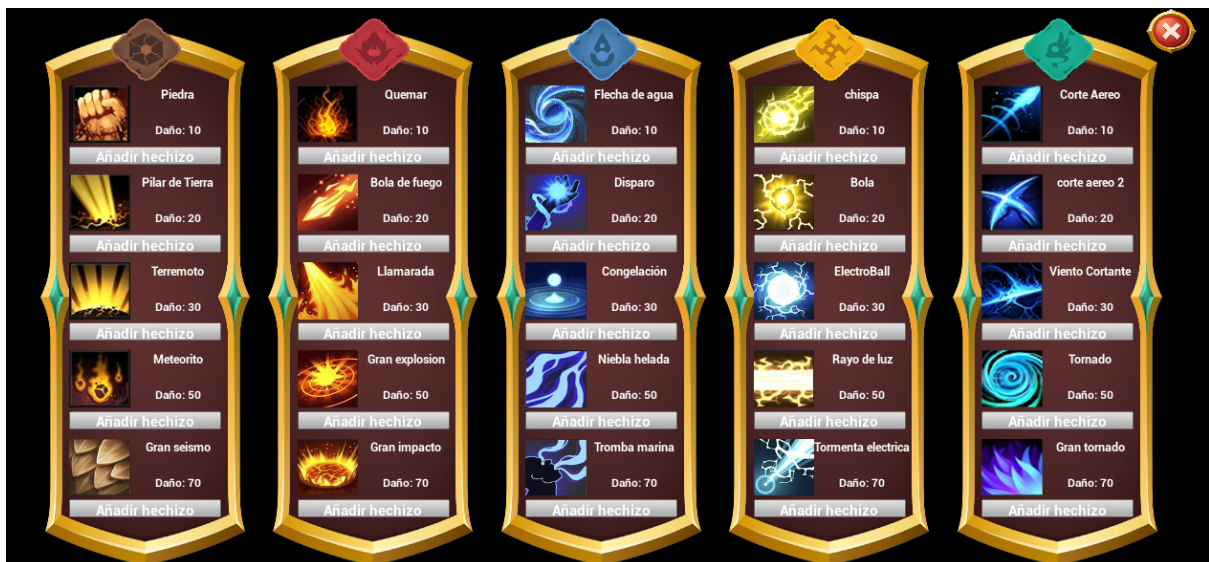 Piedra
Daño: 10
Añadir hechizo
Pilar de Tierra
Daño: 20
Añadir hechizo
Terremoto
Daño: 30
Añadir hechizo
Meteorito
Daño: 50
Añadir hechizo
Gran seismo
Daño: 70
Añadir hechizo
Quemar
Daño: 10
Añadir hechizo
Bola de fuego
Daño: 20
Añadir hechizo
Llamarada
Daño: 30
Añadir hechizo
Gran explosion
Daño: 50
Añadir hechizo
Gran impacto
Daño: 70
Añadir hechizo
Flecha de agua
Daño: 10
Añadir hechizo
Disparo
Daño: 20
Añadir hechizo
Congelación
Daño: 30
Añadir hechizo
Niebla helada
Daño: 50
Añadir hechizo
Tromba marina
Daño: 70
Añadir hechizo
chispa
Daño: 10
Añadir hechizo
Bola
Daño: 20
Añadir hechizo
ElectroBall
Daño: 30
Añadir hechizo
Rayo de luz
Daño: 50
Añadir hechizo
Tormenta electrica
Daño: 70
Añadir hechizo
Corte Aereo
Daño: 10
Añadir hechizo
corte aereo 2
Daño: 20
Añadir hechizo
Viento Cortante
Daño: 30
Añadir hechizo
Tornado
Daño: 50
Añadir hechizo
Gran tornado
Daño: 70
Añadir hechizo